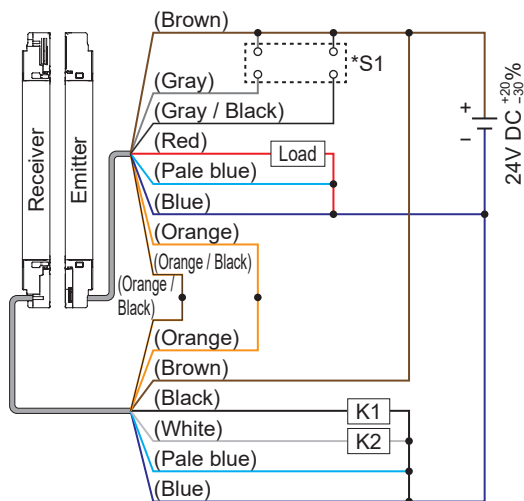 (Brown)
*S1
(Gray)
(Gray / Black)
(Red)
Load
(Pale blue)
(Blue)
(Orange)
(Orange / Black)
(Orange /
Black)
(Orange)
(Brown)
(Black)
K1
(White)
K2
(Pale blue)
(Blue)
Receiver
Emitter
+
−
24V DC +20 −30 %